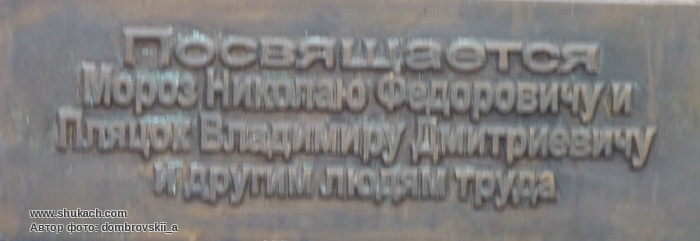 Посвящается
Мороз Николаю Федоровичу и
Пляцок Владимиру Дмитриевичу
и другим людям труда
www.shukach.com
Автор фото: dombrovskii_a